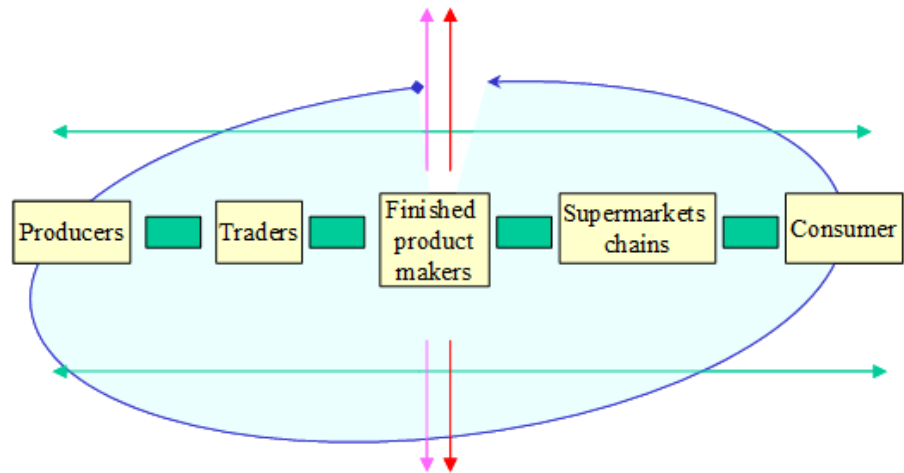 Producers
Traders
Finished
product
makers
Supermarkets
chains
Consumer